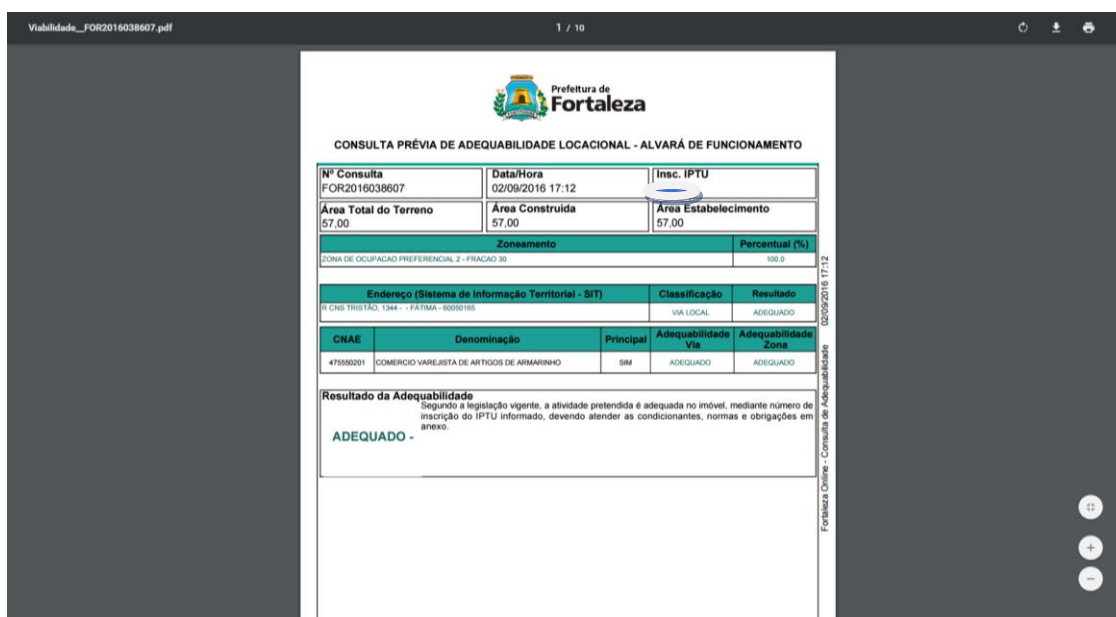 Viabilidade__FOR2016038607.pdf
1 / 10
Prefeitura de
Fortaleza
CONSULTA PRÉVIA DE ADEQUABILIDADE LOCACIONAL - ALVARÁ DE FUNCIONAMENTO
Nº Consulta
FOR2016038607
Data/Hora
02/09/2016 17:12
Insc. IPTU
Área Total do Terreno
57,00
Área Construida
57,00
Área Estabelecimento
57,00
Zoneamento Percentual (%)
ZONA DE OCUPACAO PREFERENCIAL 2 - FRACAO 30 100.0
Endereço (Sistema de Informação Territorial - SIT) Classificação Resultado
R CNS TRISTÃO, 1344 - - FÁTIMA - 60050165 VIA LOCAL ADEQUADO
CNAE Denominação Principal Adequabilidade Via Adequabilidade Zona
475550201 COMERCIO VAREJISTA DE ARTIGOS DE ARMARINHO SIM ADEQUADO ADEQUADO
Resultado da Adequabilidade
Segundo a legislação vigente, a atividade pretendida é adequada no imóvel, mediante número de
inscrição do IPTU informado, devendo atender as condicionantes, normas e obrigações em
anexo.
ADEQUADO -
Fortaleza Online - Consulta de Adequabilidade 02/09/2016 17:12